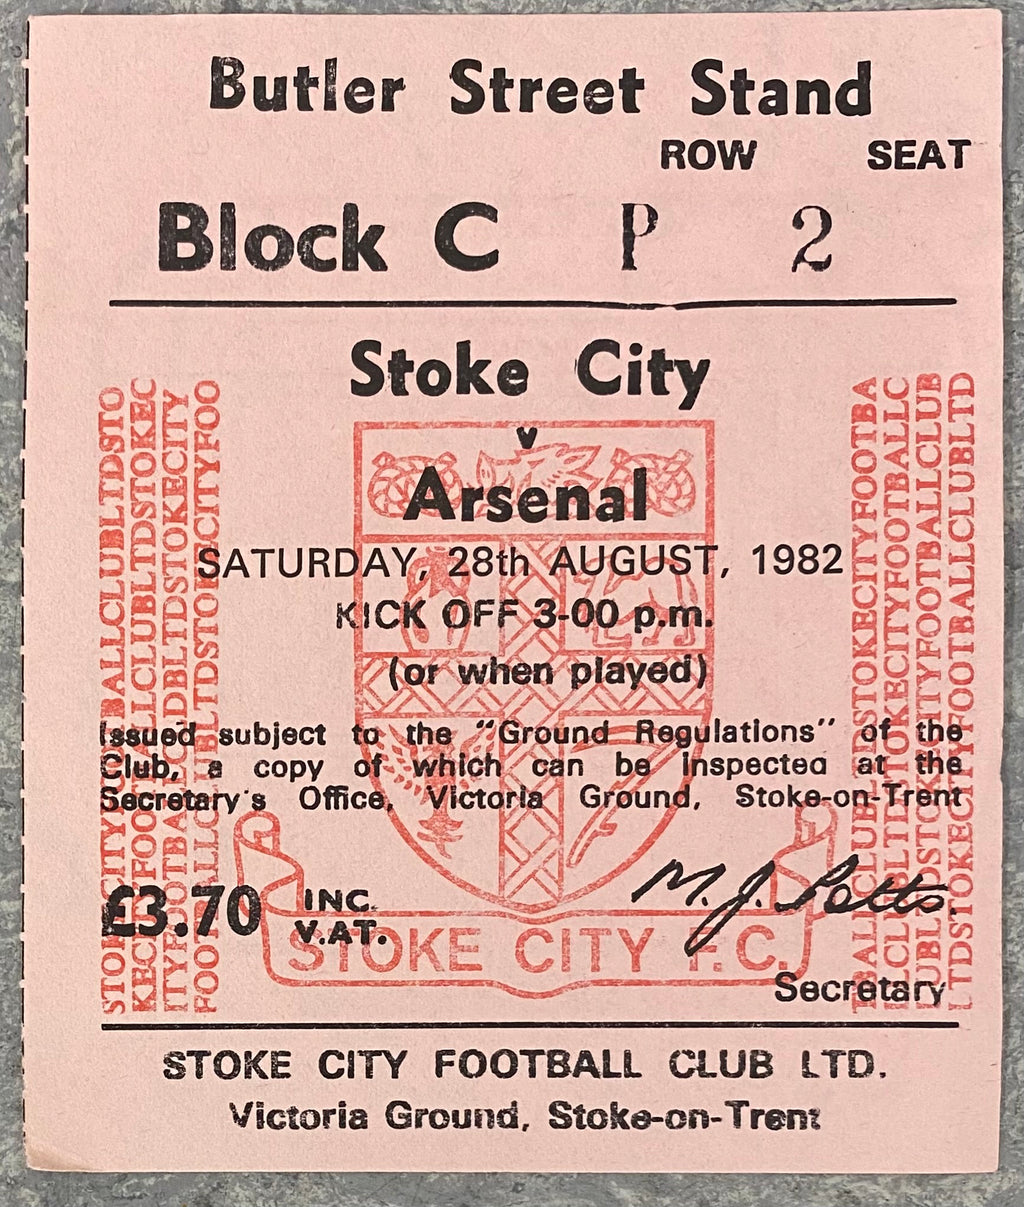 Butler Street Stand
ROW SEAT
Block C P 2
Stoke City
v
Arsenal
SATURDAY, 28th AUGUST, 1982
KICK OFF 3-00 p.m.
(or when played)
Issued subject to the "Ground Regulations" of the
Club, a copy of which can be inspected at the
Secretary's Office, Victoria Ground, Stoke-on-Trent
£3.70 INC.
V.AT.
M. J. Potts
STOKE CITY F.C.
Secretary
STOKE CITY FOOTBALL CLUB LTD.
Victoria Ground, Stoke-on-Trent